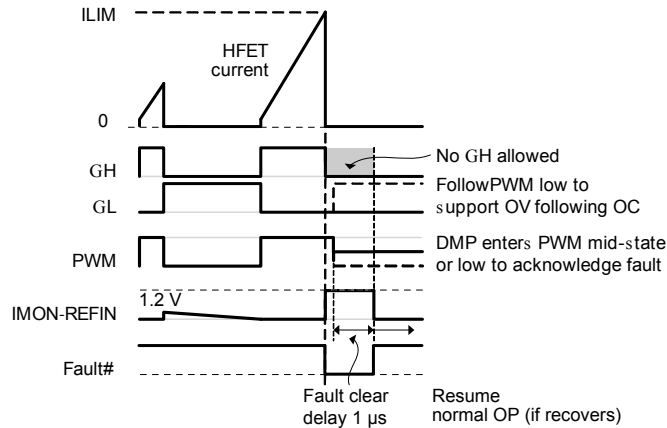 ILIM
HFET
current
0
GH
No GH allowed
GL
FollowPWM low to
support OV following OC
PWM
DMP enters PWM mid-state
or low to acknowledge fault
1.2 V
IMON-REFIN
Fault#
Fault clear
delay 1 µs
Resume
normal OP (if recovers)